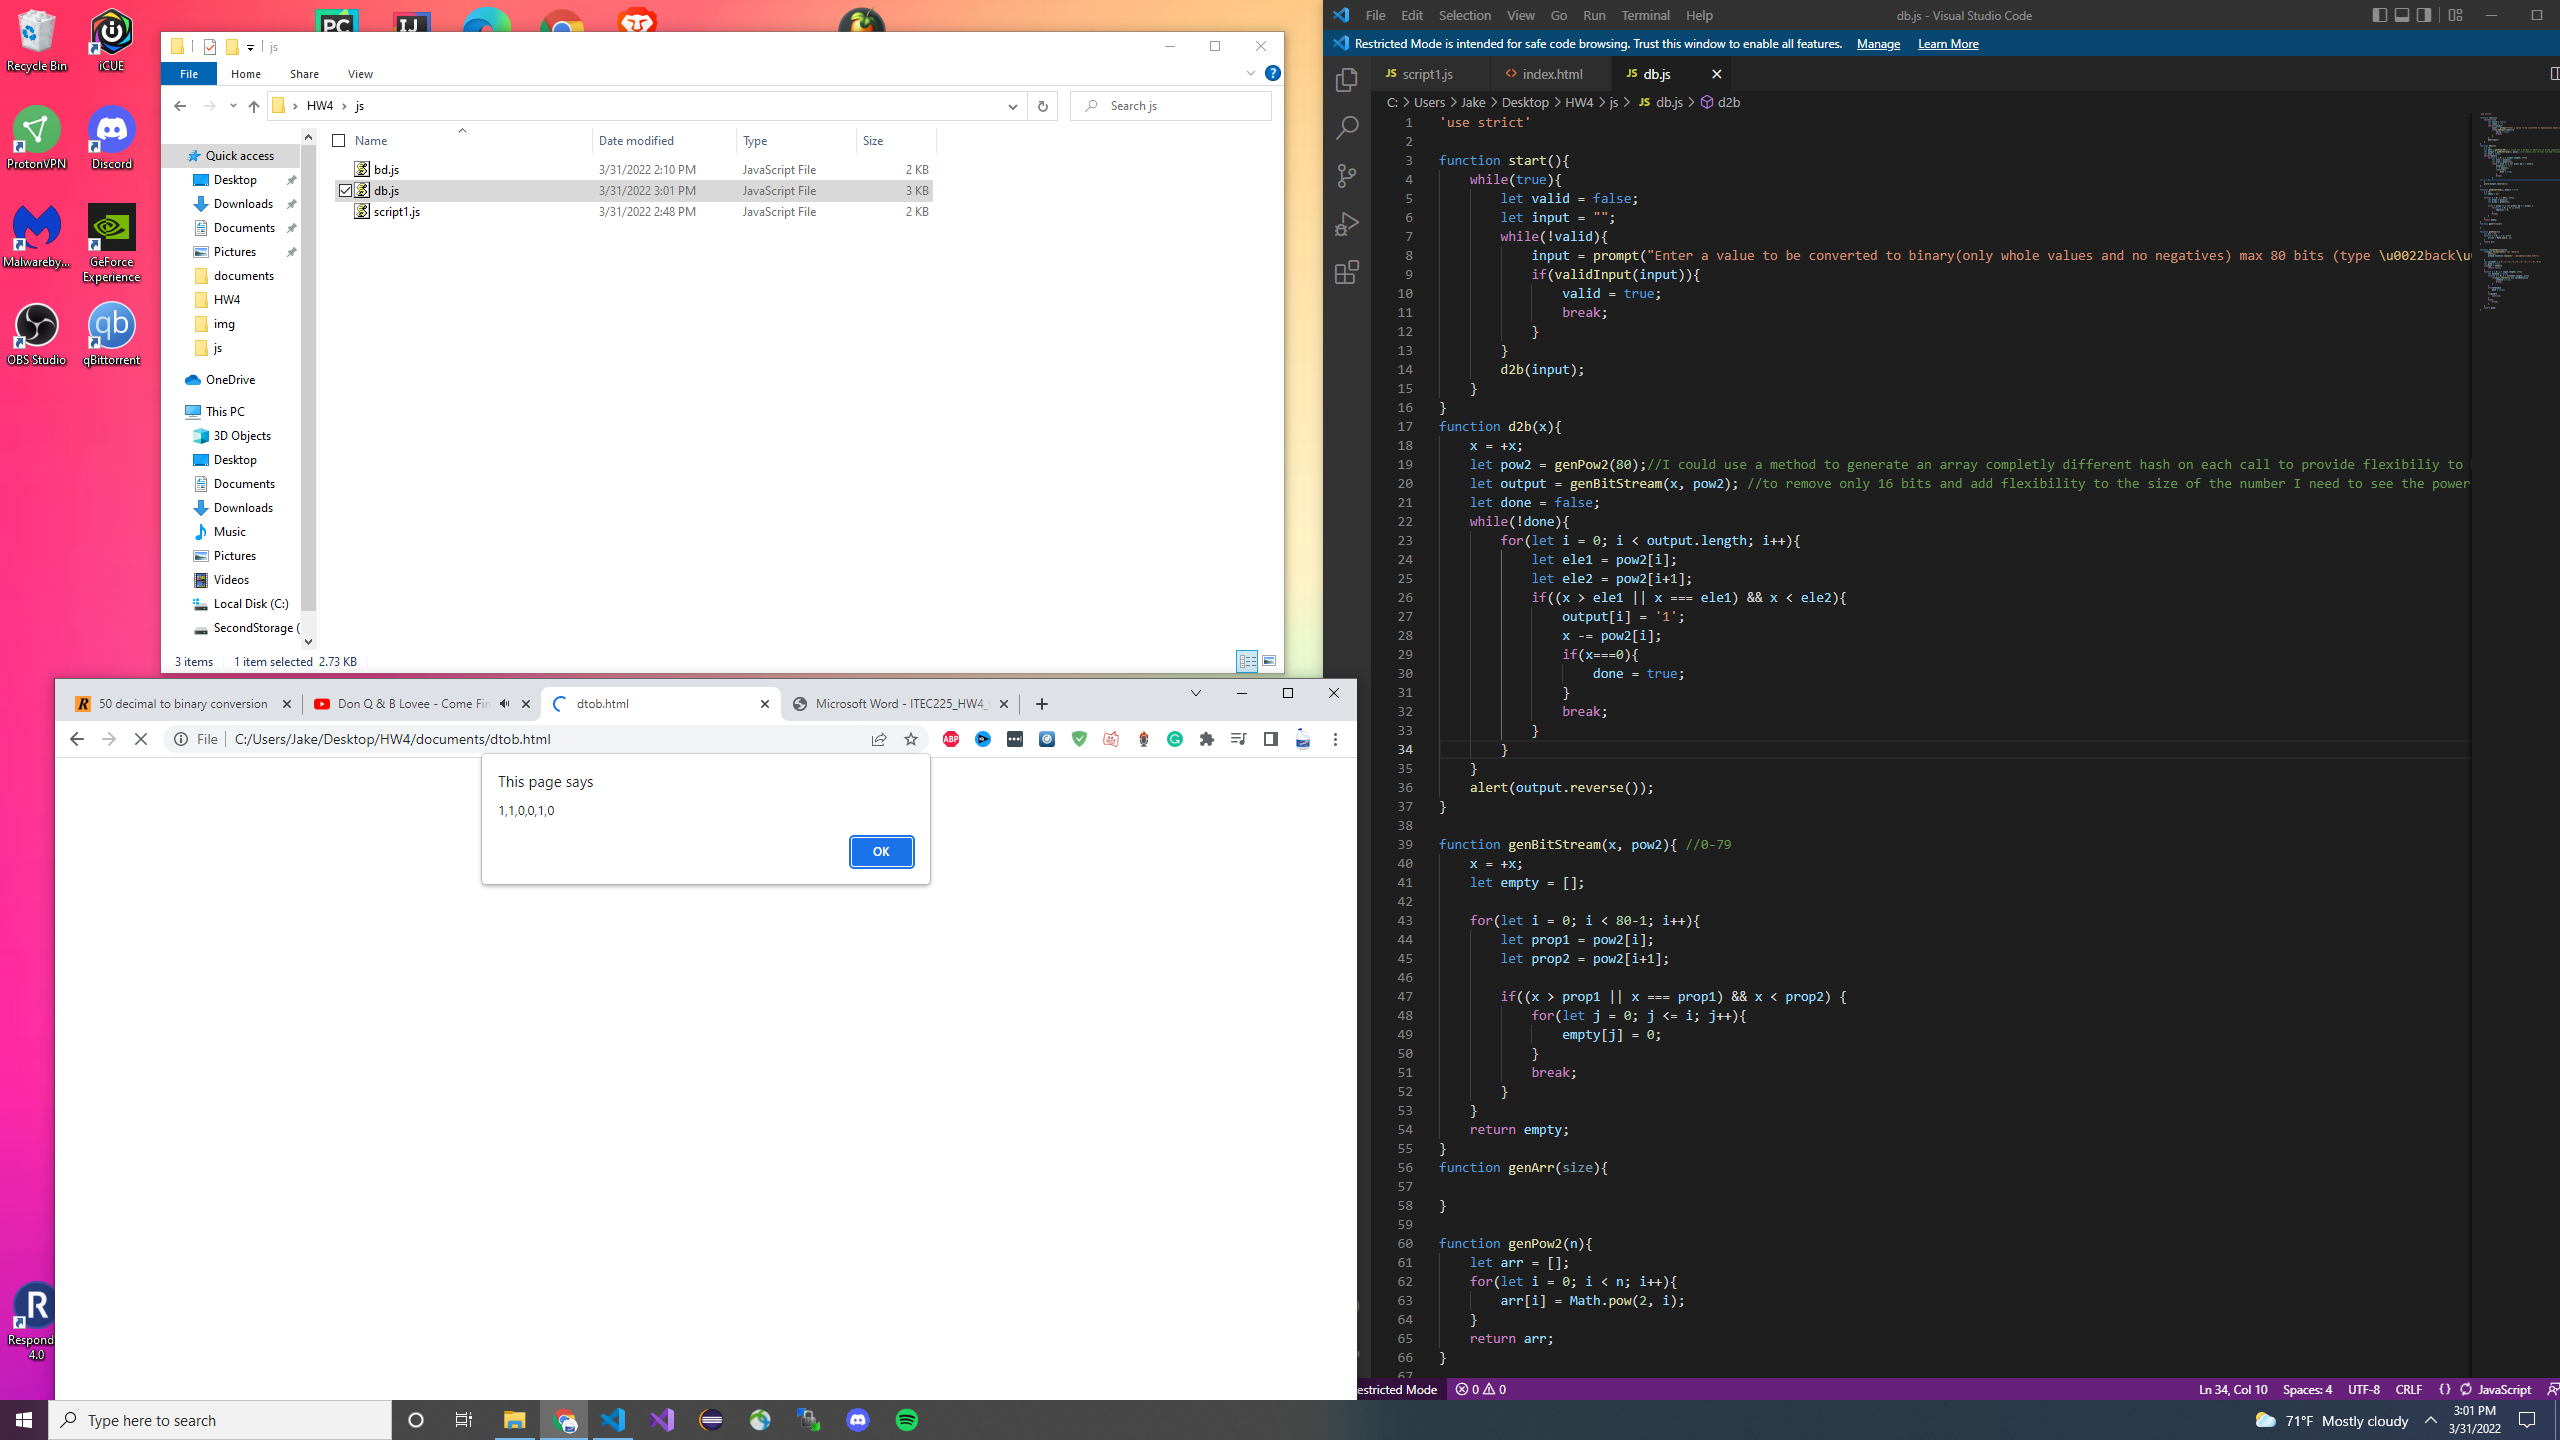 Recycle Bin
iCUE
ProtonVPN
Discord
Malwareby...
GeForce Experience
OBS Studio
qBittorrent
Respond
4.0
js
File
Home
Share
View
HW4
js
Search js
Name
Date modified
Type
Size
bd.js
3/31/2022 2:10 PM
JavaScript File
2 KB
db.js
3/31/2022 3:01 PM
JavaScript File
3 KB
script1.js
3/31/2022 2:48 PM
JavaScript File
2 KB
Quick access
Desktop
Downloads
Documents
Pictures
documents
HW4
img
js
OneDrive
This PC
3D Objects
Desktop
Documents
Downloads
Music
Pictures
Videos
Local Disk (C:)
SecondStorage (
3 items
1 item selected 2.73 KB
50 decimal to binary conversion
Don Q & B Lovee - Come Fin
dtob.html
Microsoft Word - ITEC225_HW4_
File
C:/Users/Jake/Desktop/HW4/documents/dtob.html
This page says
1,1,0,0,1,0
OK
File Edit Selection View Go Run Terminal Help
db.js - Visual Studio Code
Restricted Mode is intended for safe code browsing. Trust this window to enable all features. Manage Learn More
script1.js
index.html
db.js
C: > Users > Jake > Desktop > HW4 > js > JS db.js > d2b
1 'use strict'
2
3 function start(){
4 while(true){
5 let valid = false;
6 let input = "";
7 while(!valid){
8 input = prompt("Enter a value to be converted to binary(only whole values and no negatives) max 80 bits (type \u0022back\u
9 if(validInput(input)){
10 valid = true;
11 break;
12 }
13 }
14 d2b(input);
15 }
16 }
17 function d2b(x){
18 x = +x;
19 let pow2 = genPow2(80);//I could use a method to generate an array completly different hash on each call to provide flexibiliy to
20 let output = genBitStream(x, pow2); //to remove only 16 bits and add flexibility to the size of the number I need to see the power
21 let done = false;
22 while(!done){
23 for(let i = 0; i < output.length; i++){
24 let ele1 = pow2[i];
25 let ele2 = pow2[i+1];
26 if((x > ele1 || x === ele1) && x < ele2){
27 output[i] = '1';
28 x -= pow2[i];
29 if(x===0){
30 done = true;
31 }
32 break;
33 }
34 }
35 }
36 alert(output.reverse());
37 }
38
39 function genBitStream(x, pow2){ //0-79
40 x = +x;
41 let empty = [];
42
43 for(let i = 0; i < 80-1; i++){
44 let prop1 = pow2[i];
45 let prop2 = pow2[i+1];
46
47 if((x > prop1 || x === prop1) && x < prop2) {
48 for(let j = 0; j <= i; j++){
49 empty[j] = 0;
50 }
51 break;
52 }
53 }
54 return empty;
55 }
56 function genArr(size){
57
58 }
59
60 function genPow2(n){
61 let arr = [];
62 for(let i = 0; i < n; i++){
63 arr[i] = Math.pow(2, i);
64 }
65 return arr;
66 }
67
estricted Mode
0 0
Ln 34, Col 10
Spaces: 4
UTF-8
CRLF
JavaScript
Type here to search
71°F Mostly cloudy
3:01 PM
3/31/2022